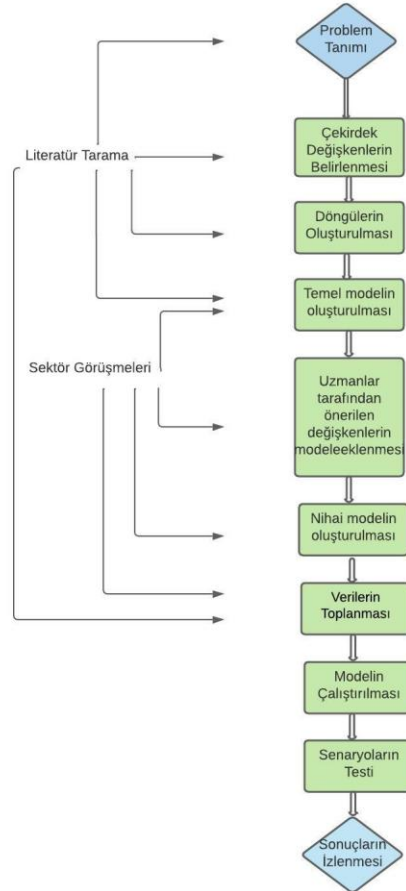 Problem
Tanımı
Çekirdek
Değişkenlerin
Belirlenmesi
Literatür Tarama
Döngülerin
Oluşturulması
Temel modelin
oluşturulması
Sektör Görüşmeleri
Uzmanlar
tarafından
önerilen
değişkenlerin
modeleeklenmesi
Nihai modelin
oluşturulması
Verilerin
Toplanması
Modelin
Çalıştırılması
Senaryoların
Testi
Sonuçların
İzlenmesi